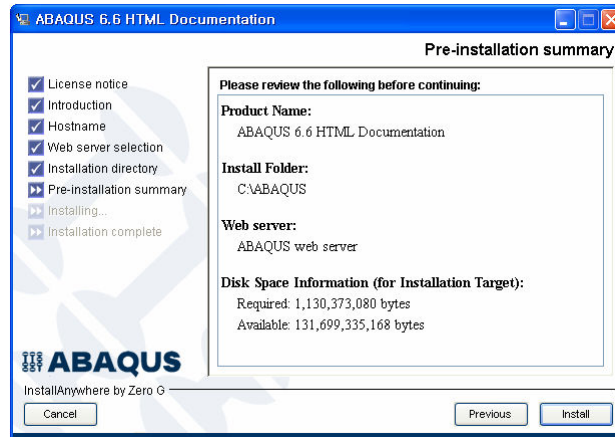 ABAQUS 6.6 HTML Documentation
Pre-installation summary
License notice
Introduction
Hostname
Web server selection
Installation directory
Pre-installation summary
Installing...
Installation complete
Please review the following before continuing:
Product Name:
ABAQUS 6.6 HTML Documentation
Install Folder:
C:\ABAQUS
Web server:
ABAQUS web server
Disk Space Information (for Installation Target):
Required: 1,130,373,080 bytes
Available: 131,699,335,168 bytes
ABAQUS
InstallAnywhere by Zero G
Cancel
Previous
Install